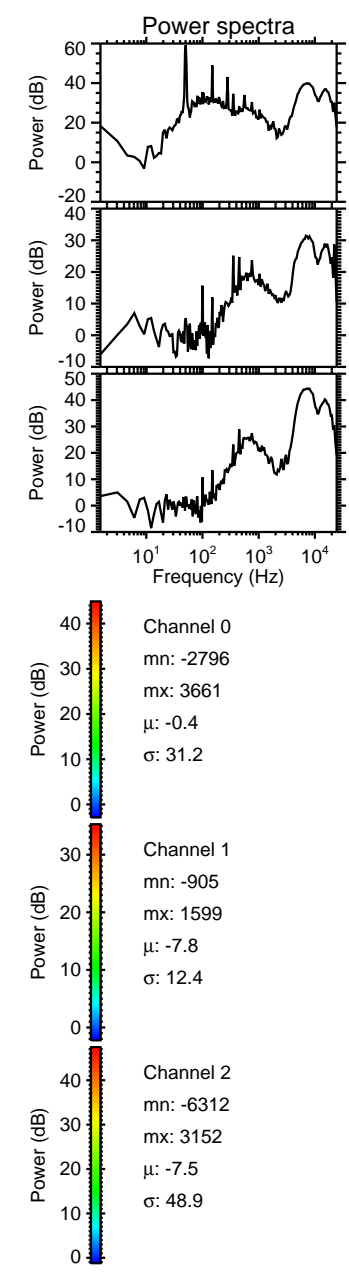 Power spectra
60
40
20
0
-20
Power (dB)
40
30
20
10
0
-10
Power (dB)
50
40
30
20
10
0
-10
Power (dB)
10¹ 10² 10³ 10⁴
Frequency (Hz)
40
30
20
10
0
Power (dB)
Channel 0
mn: -2796
mx: 3661
μ: -0.4
σ: 31.2
30
20
10
0
Power (dB)
Channel 1
mn: -905
mx: 1599
μ: -7.8
σ: 12.4
40
30
20
10
0
Power (dB)
Channel 2
mn: -6312
mx: 3152
μ: -7.5
σ: 48.9